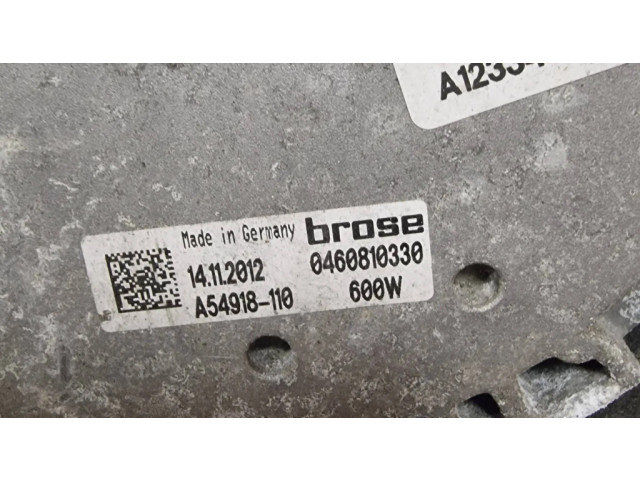 Made in Germany brose
14.11.2012 0460810330
A54918-110 600W